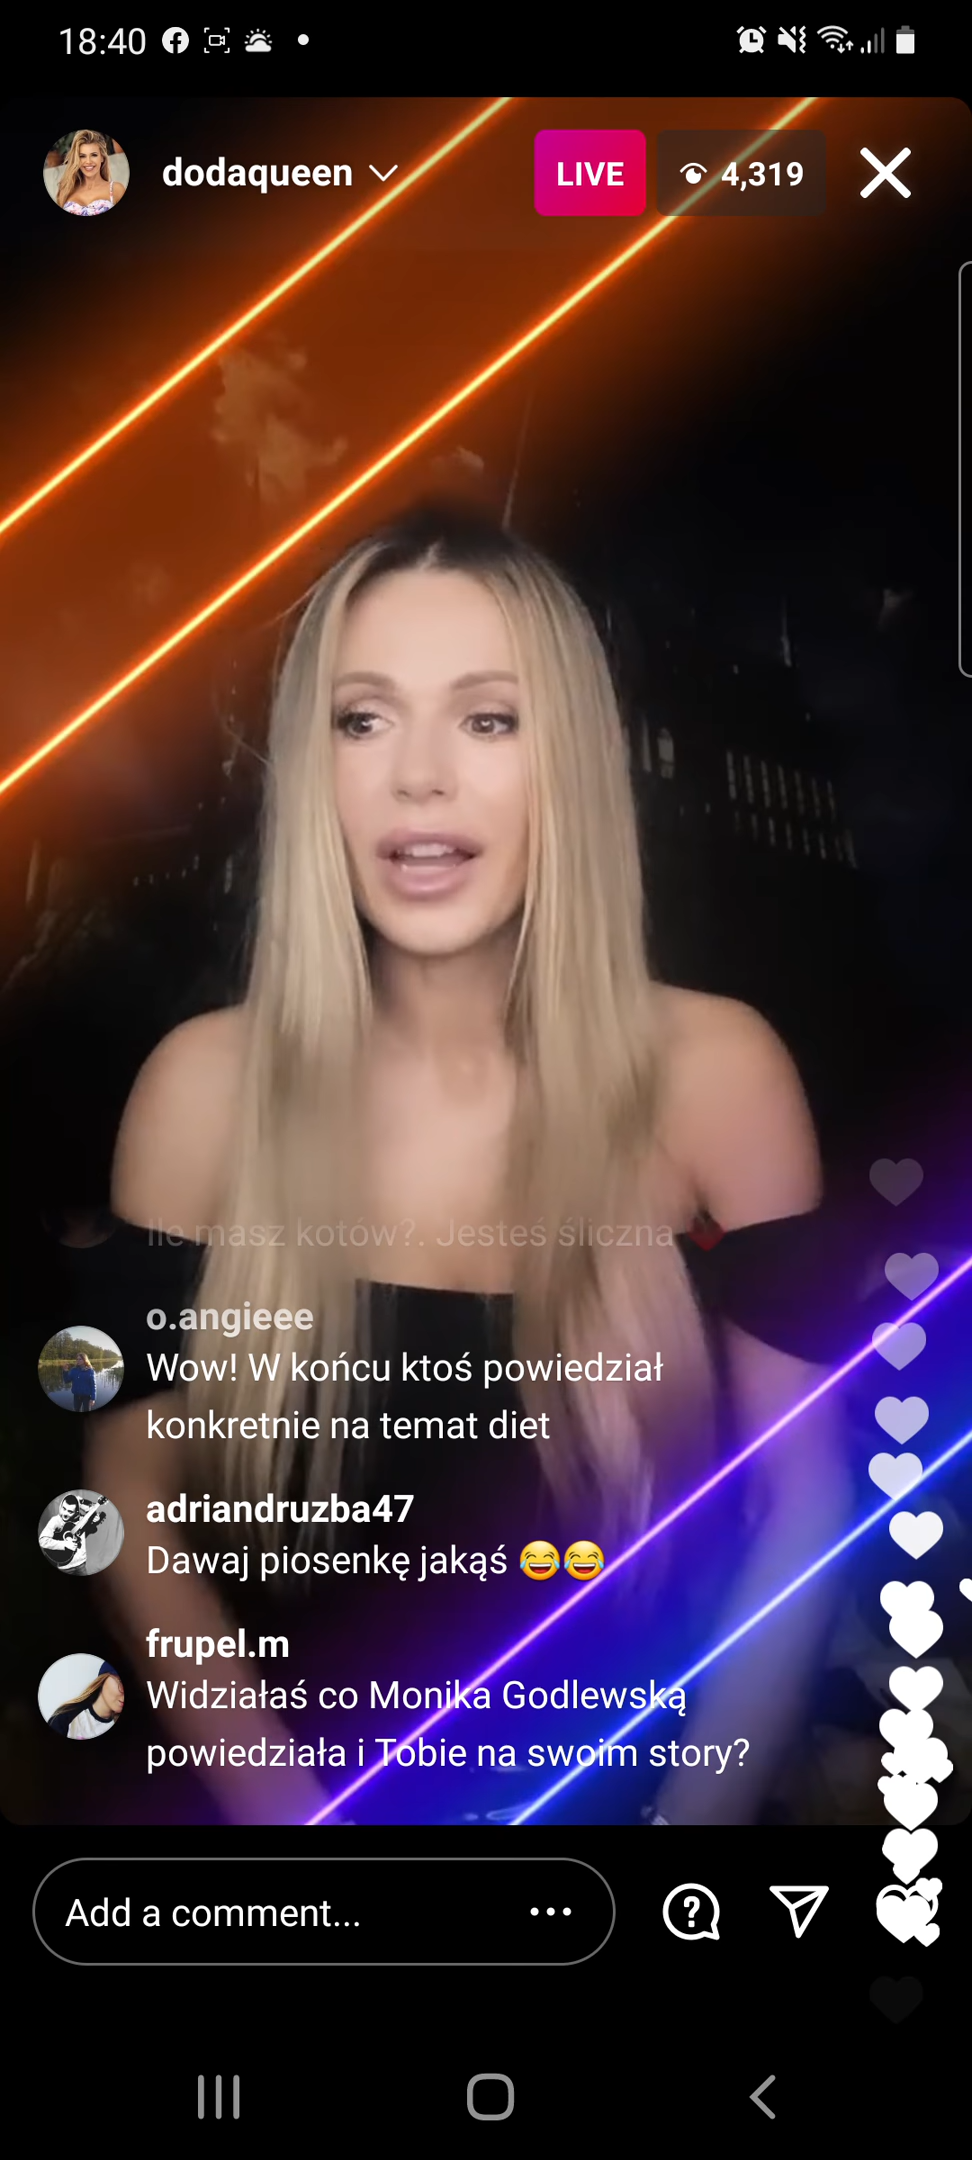 18:40
dodaqueen
LIVE
4,319
Ile masz kotów?. Jesteś śliczna
o.angieee
Wow! W końcu ktoś powiedział
konkretnie na temat diet
adriandruzba47
Dawaj piosenkę jakąś 😂😂
frupel.m
Widziałaś co Monika Godlewską
powiedziała i Tobie na swoim story?
Add a comment...